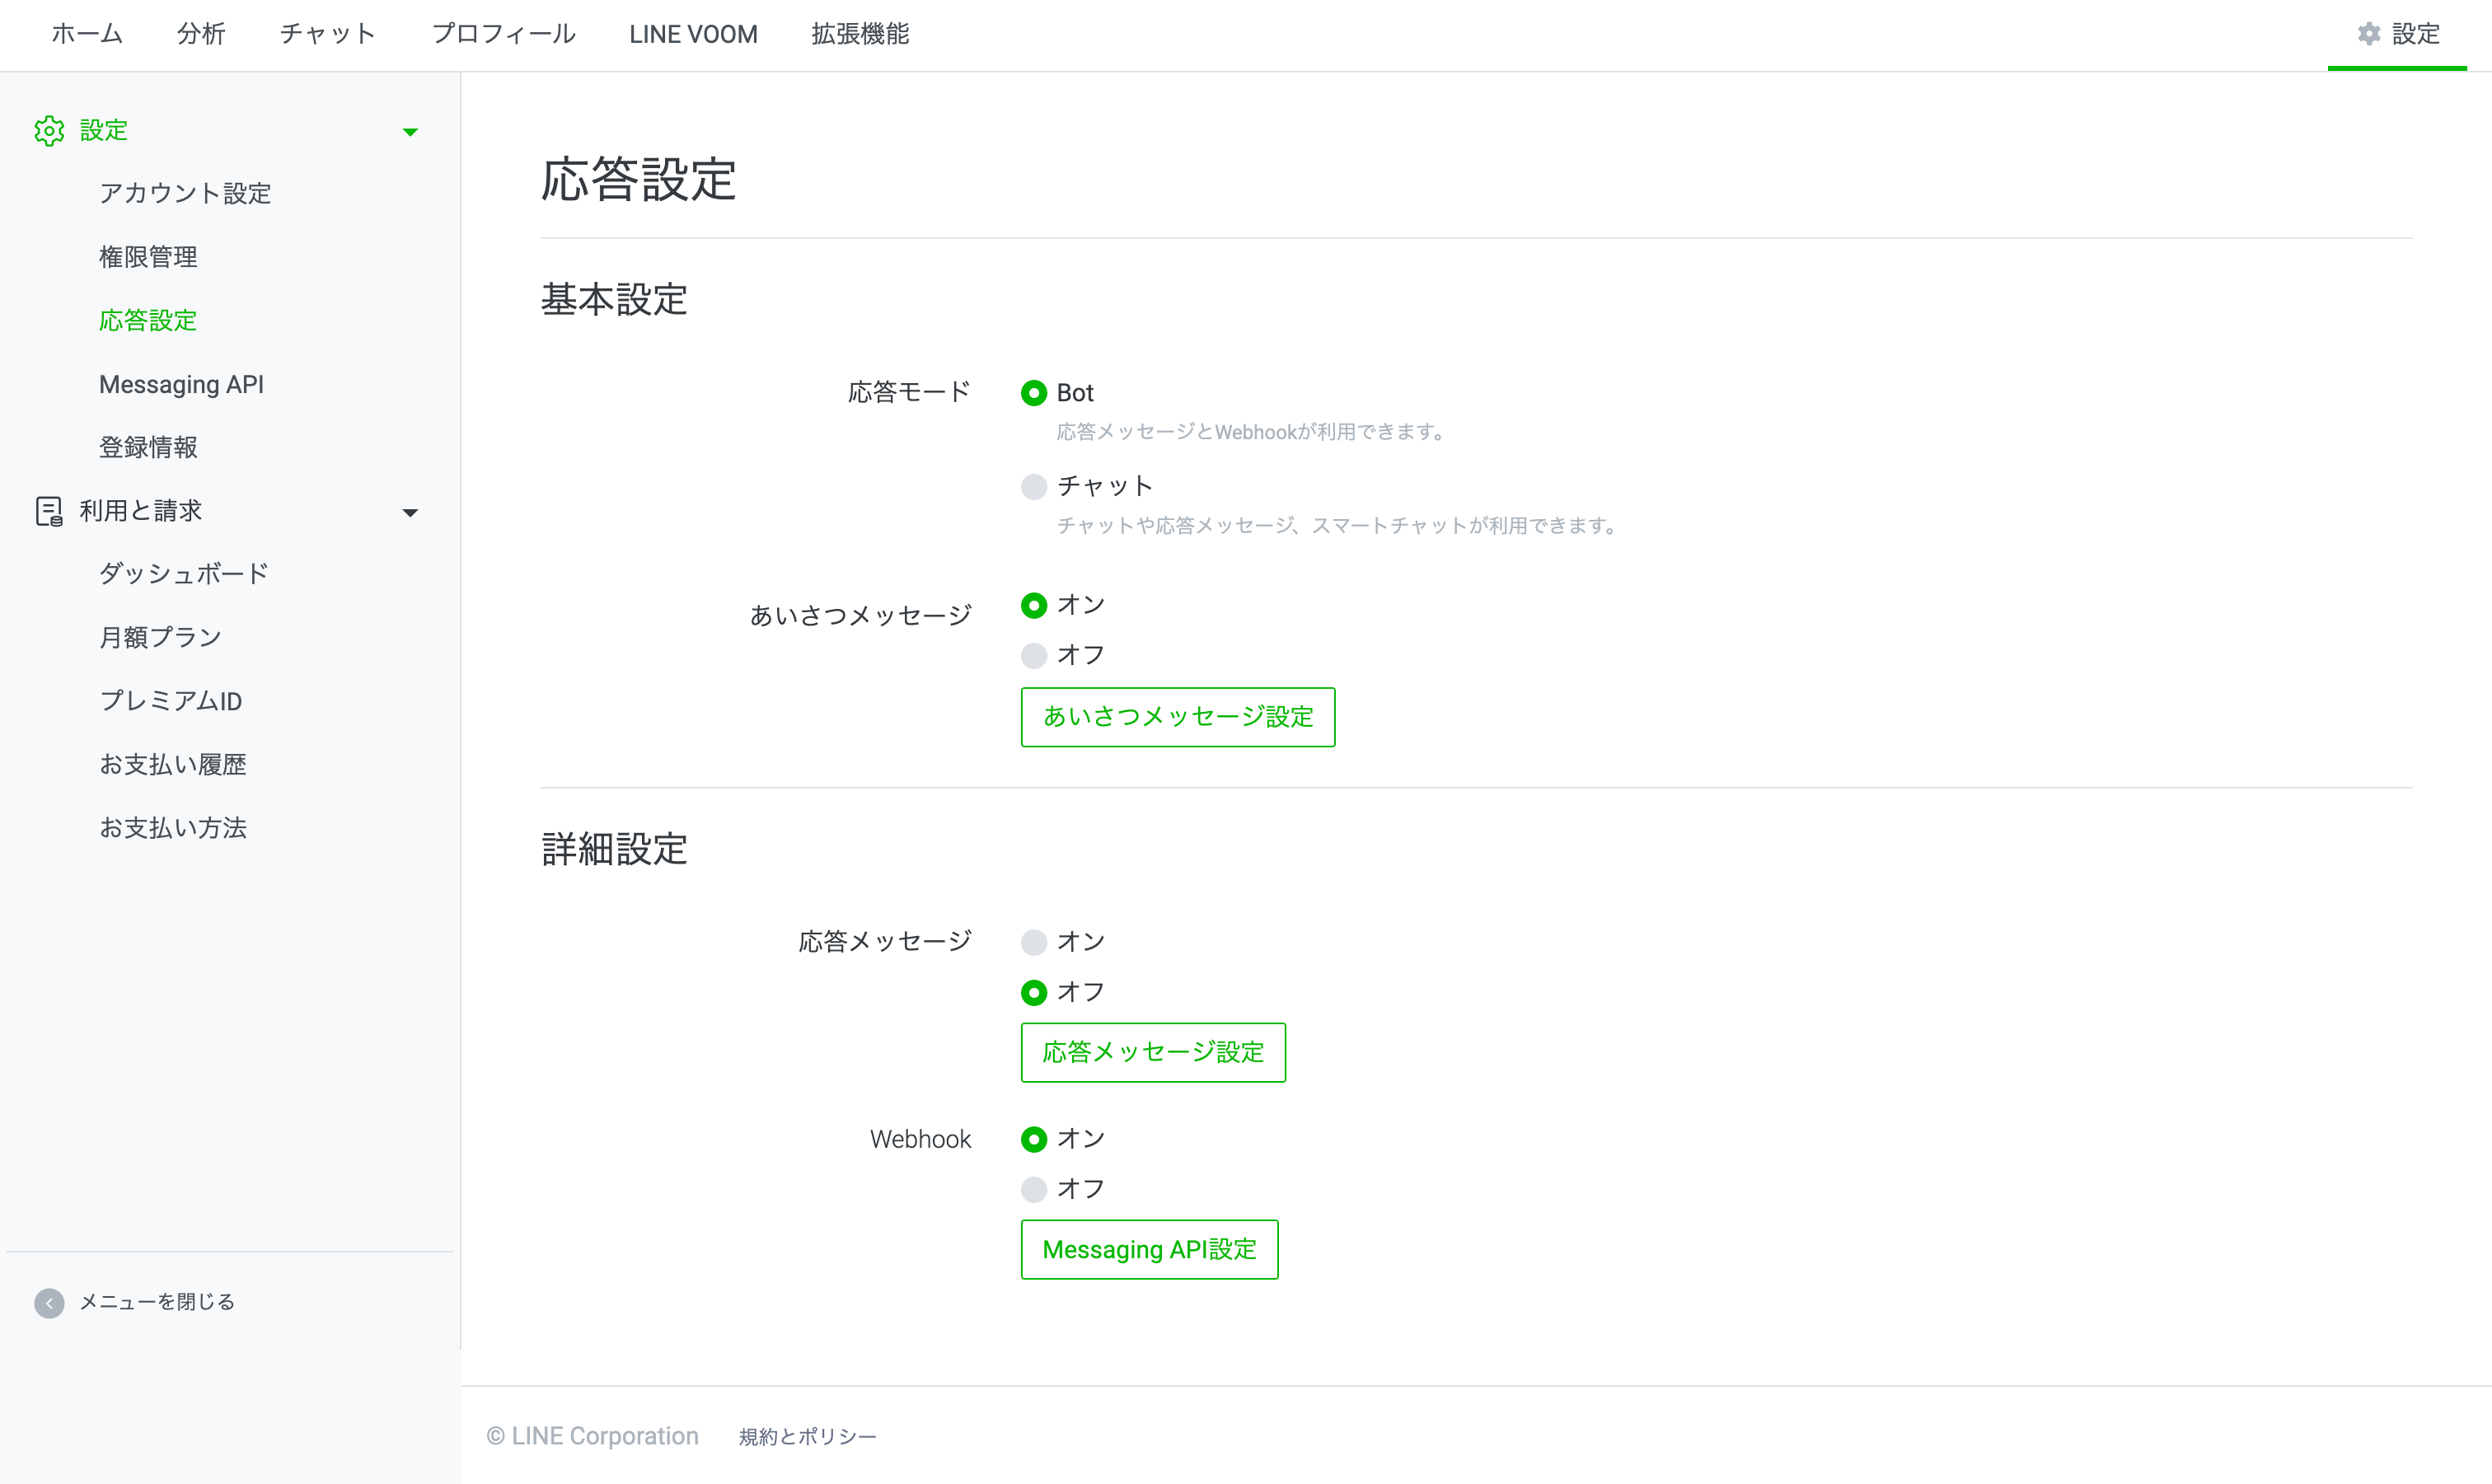 ホーム 分析 チャット プロフィール LINE VOOM 拡張機能 設定
設定
アカウント設定
権限管理
応答設定
Messaging API
登録情報
利用と請求
ダッシュボード
月額プラン
プレミアムID
お支払い履歴
お支払い方法
メニューを閉じる
応答設定
基本設定
応答モード
Bot
応答メッセージとWebhookが利用できます。
チャット
チャットや応答メッセージ、スマートチャットが利用できます。
あいさつメッセージ
オン
オフ
あいさつメッセージ設定
詳細設定
応答メッセージ
オン
オフ
応答メッセージ設定
Webhook
オン
オフ
Messaging API設定
© LINE Corporation 規約とポリシー